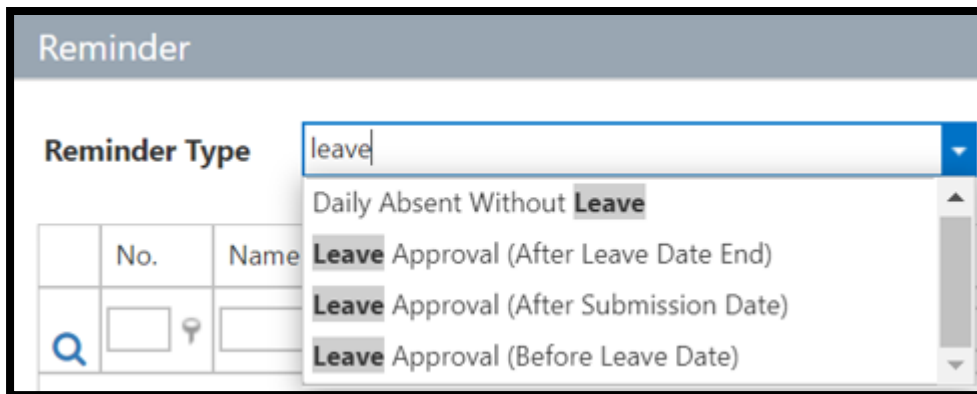 Reminder
Reminder Type leave
Daily Absent Without Leave
No. Name Leave Approval (After Leave Date End)
Leave Approval (After Submission Date)
Leave Approval (Before Leave Date)